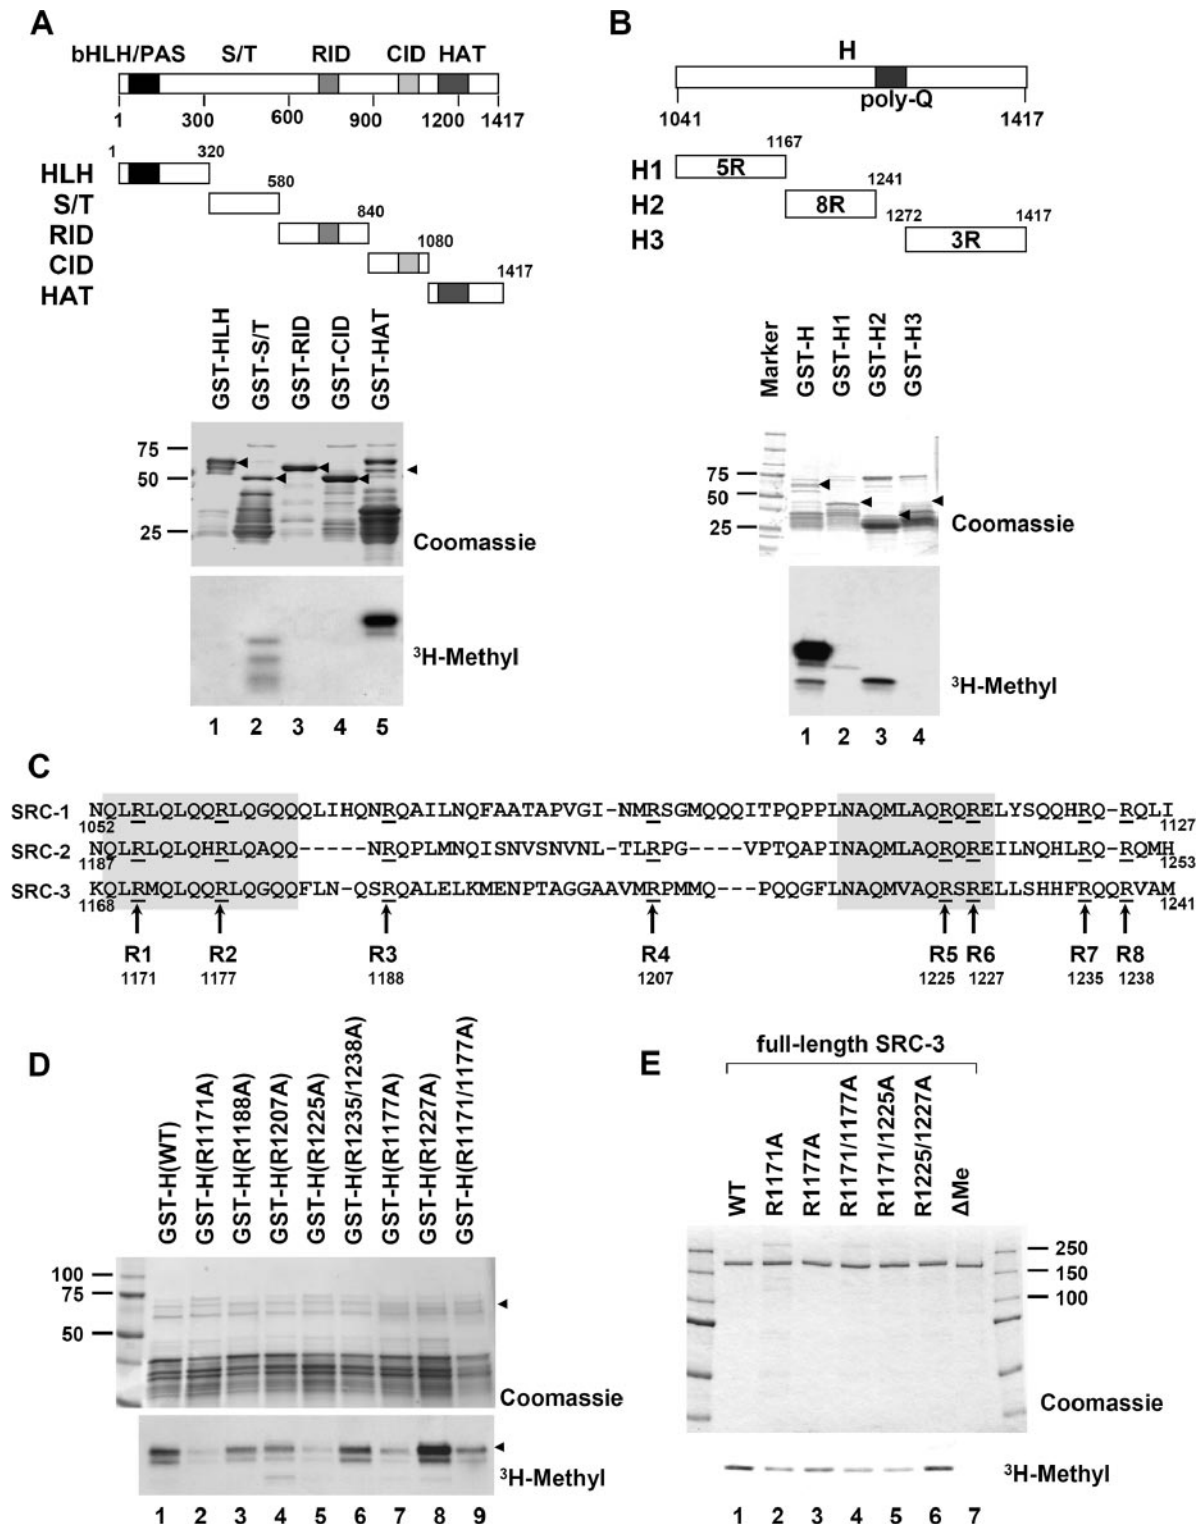 A
bHLH/PAS S/T RID CID HAT
1 300 600 900 1200 1417
HLH 1 320
S/T 580
RID 840
CID 1080
HAT 1417
GST-HLH
GST-S/T
GST-RID
GST-CID
GST-HAT
75
50
25
Coomassie
³H-Methyl
1 2 3 4 5
B
H
poly-Q
1041 1417
H1 5R 1167
H2 8R 1241
H3 1272 3R 1417
Marker
GST-H
GST-H1
GST-H2
GST-H3
75
50
25
Coomassie
³H-Methyl
1 2 3 4
C
SRC-1 NQLRLQLQQRLQGQQQLIHQNRQAILNQFAATAPVGI-NMRSGMQQQITPQPPLNAQMLAQRQRELYSQQHRQ-RQLI
1052 1127
SRC-2 NQLRLQLQHRLQAQQ-----NRQPLMNQISNVSNVNL-TLRPG----VPTQAPINAQMLAQRQREILNQHLRQ-RQMH
1187 1253
SRC-3 KQLRMQLQQRLQGQQFLN-QSRQALELKMENPTAGGAAVMRPMMQ---PQQGFLNAQMVAQRSRELLSHHFRQQRVAM
1168 1241
R1 R2 R3 R4 R5 R6 R7 R8
1171 1177 1188 1207 1225 1227 1235 1238
D
GST-H(WT)
GST-H(R1171A)
GST-H(R1188A)
GST-H(R1207A)
GST-H(R1225A)
GST-H(R1235/1238A)
GST-H(R1177A)
GST-H(R1227A)
GST-H(R1171/1177A)
100
75
50
Coomassie
³H-Methyl
1 2 3 4 5 6 7 8 9
E
full-length SRC-3
WT
R1171A
R1177A
R1171/1177A
R1171/1225A
R1225/1227A
ΔMe
250
150
100
Coomassie
³H-Methyl
1 2 3 4 5 6 7